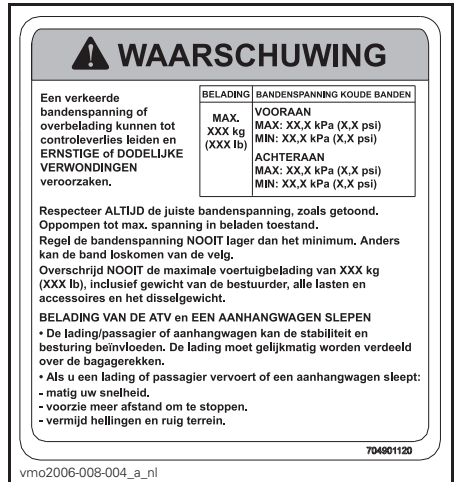 WAARSCHUWING
Een verkeerde
bandenspanning of
overbelading kunnen tot
controleverlies leiden en
ERNSTIGE of DODELIJKE
VERWONDINGEN
veroorzaken.
BELADING BANDENSPANNING KOUDE BANDEN
MAX.
XXX kg
(XXX lb)
VOORAAN
MAX: XX,X kPa (X,X psi)
MIN: XX,X kPa (X,X psi)
ACHTERAAN
MAX: XX,X kPa (X,X psi)
MIN: XX,X kPa (X,X psi)
Respecteer ALTIJD de juiste bandenspanning, zoals getoond.
Oppompen tot max. spanning in beladen toestand.
Regel de bandenspanning NOOIT lager dan het minimum. Anders
kan de band loskomen van de velg.
Overschrijd NOOIT de maximale voertuigbelading van XXX kg
(XXX lb), inclusief gewicht van de bestuurder, alle lasten en
accessoires en het disselgewicht.
BELADING VAN DE ATV en EEN AANHANGWAGEN SLEPEN
• De lading/passagier of aanhangwagen kan de stabiliteit en
besturing beïnvloeden. De lading moet gelijkmatig worden verdeeld
over de bagagerekken.
• Als u een lading of passagier vervoert of een aanhangwagen sleept:
- matig uw snelheid.
- voorzie meer afstand om te stoppen.
- vermijd hellingen en ruig terrein.
704901120
vmo2006-008-004_a_nl